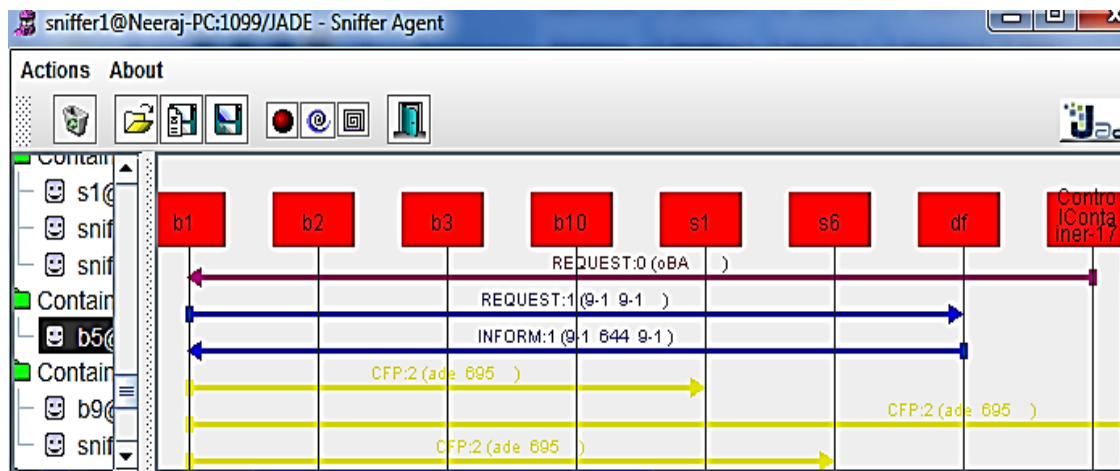 sniffer1@Neeraj-PC:1099/JADE - Sniffer Agent
Actions About
Contain
s1@
snif
snif
Contain
b5@
Contain
b9@
snif
b1 b2 b3 b10 s1 s6 df Contro
lConta
iner-17
REQUEST:0 (oBA )
REQUEST:1 (9-1 9-1 )
INFORM:1 (9-1 644 9-1 )
CFP:2 (ade 695 )
CFP:2 (ade 695 )
CFP:2 (ade 695 )